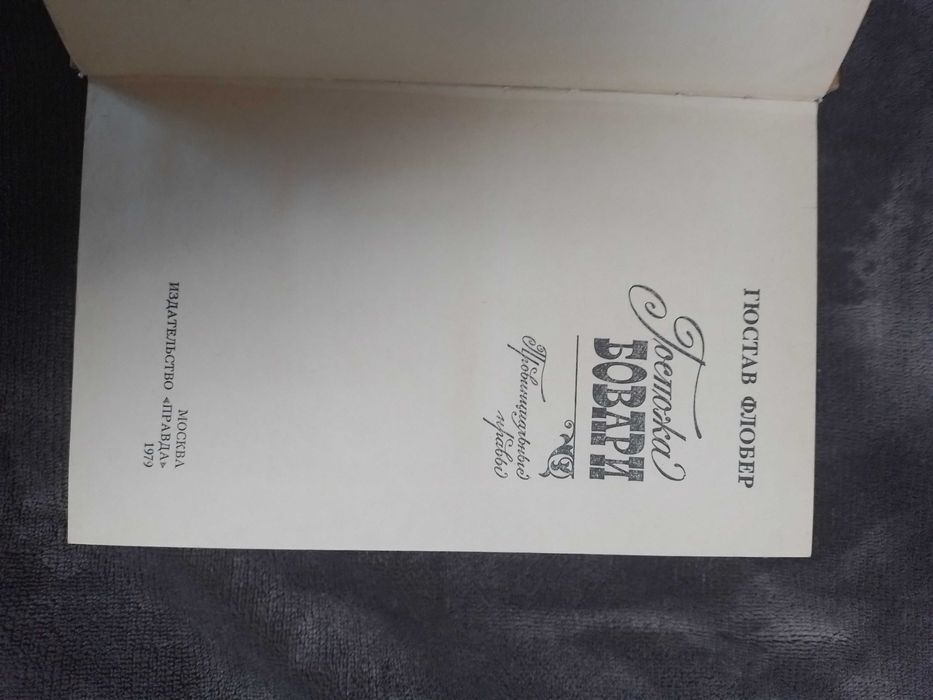 ГЮСТАВ ФЛОБЕР
Госпожа
БОВАРИ
Провинциальные
нравы
МОСКВА
ИЗДАТЕЛЬСТВО «ПРАВДА»
1979